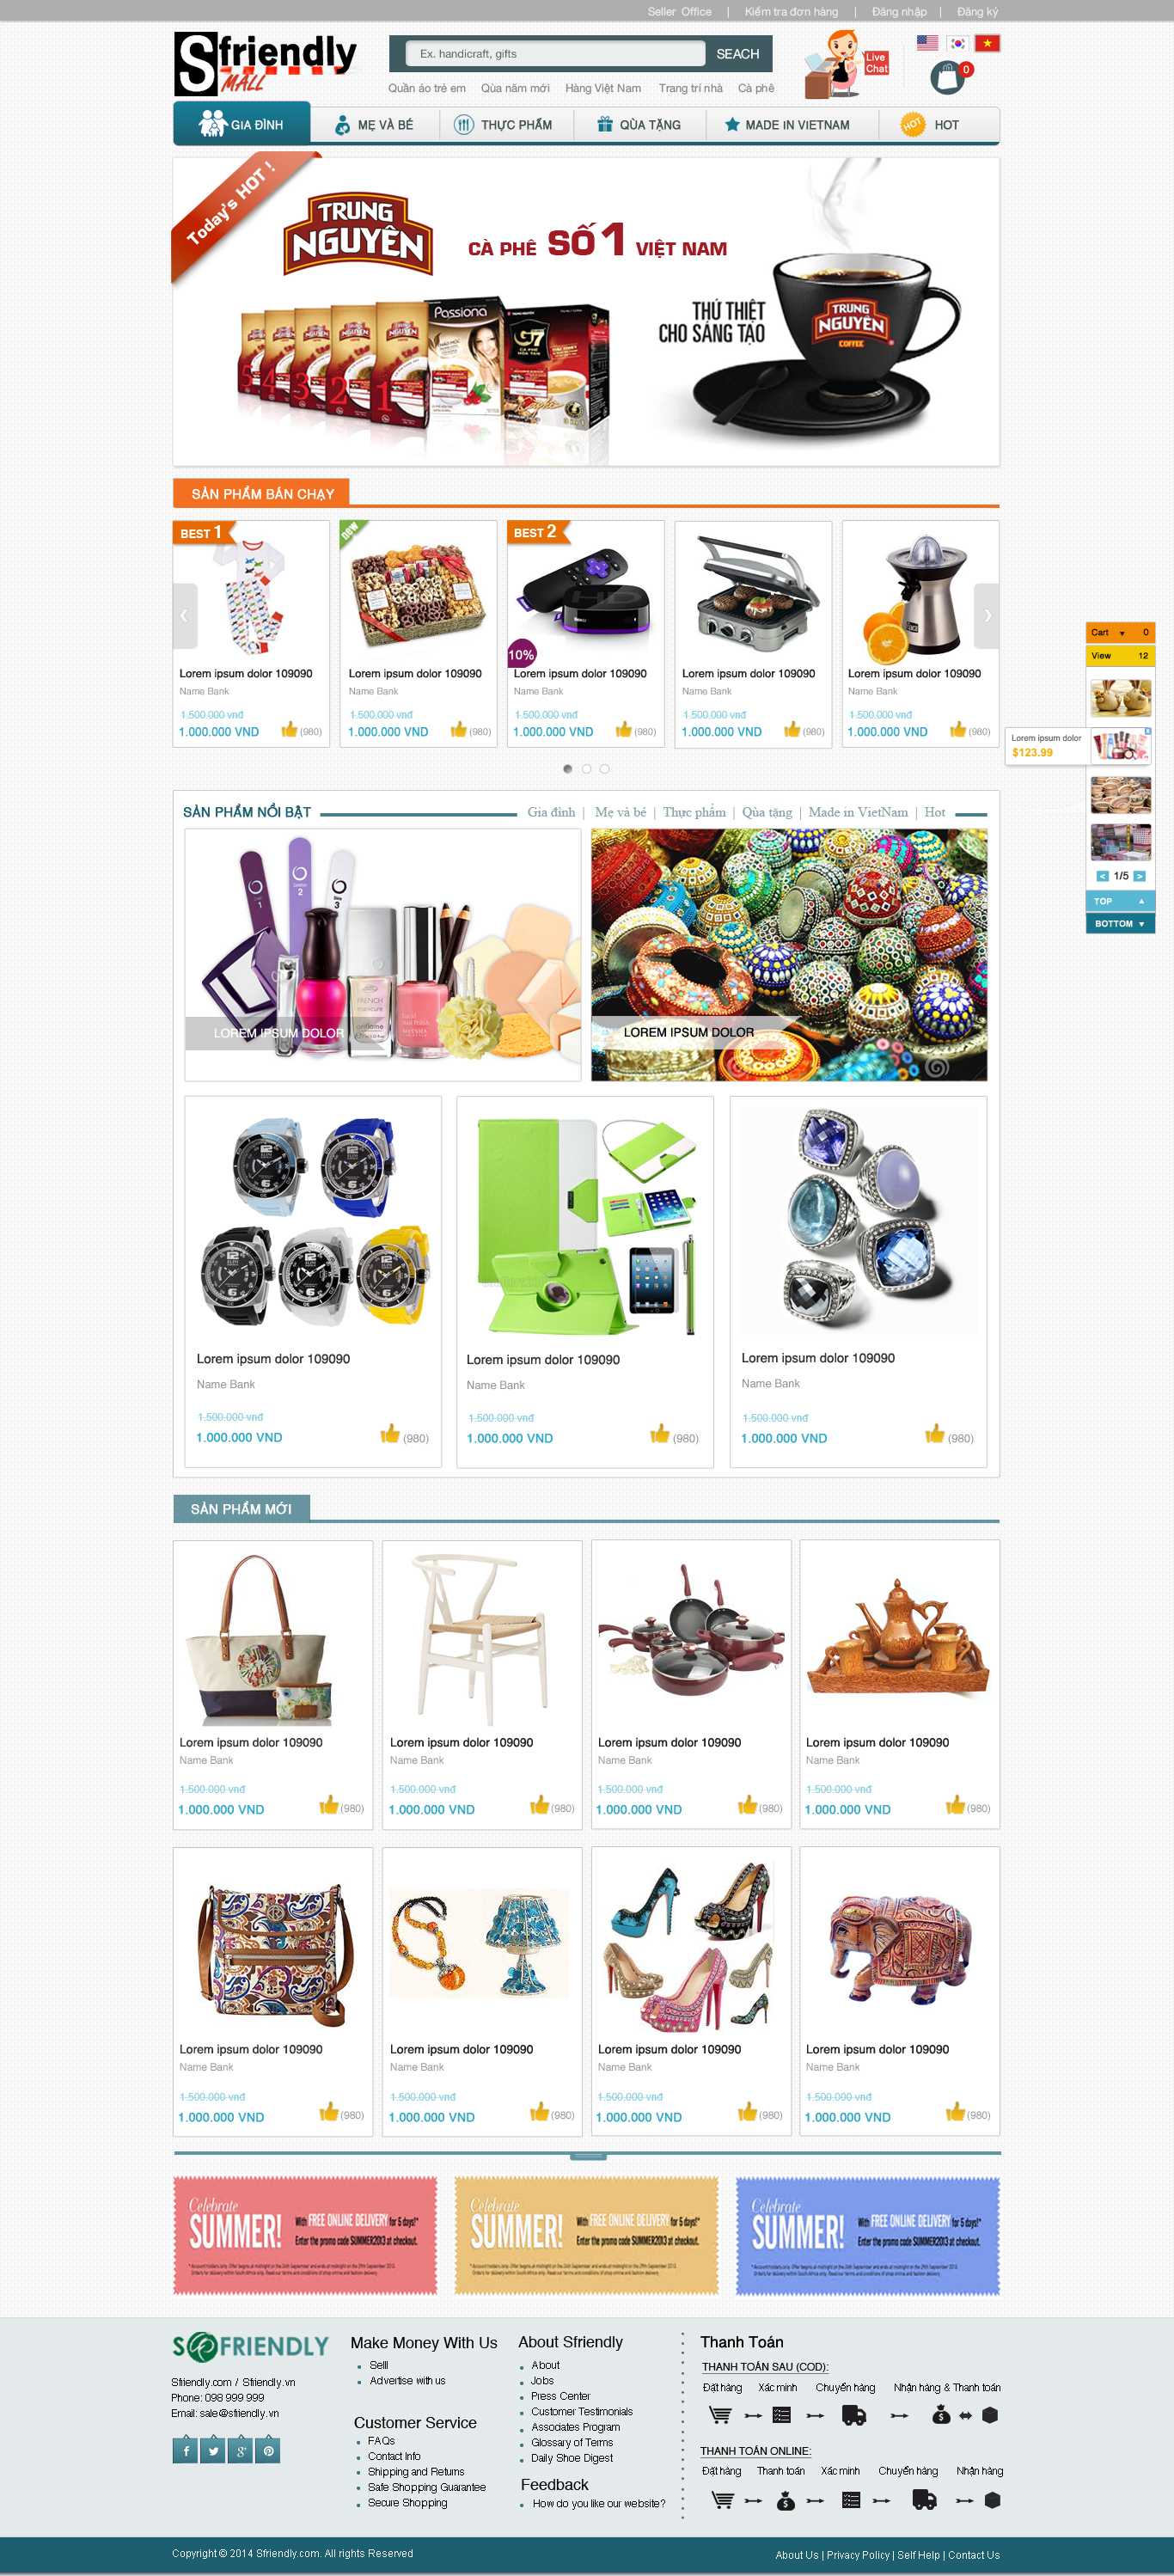 Seller Office | Kiểm tra đơn hàng | Đăng nhập | Đăng ký
Sfriendly
MALL
Ex. handicraft, gifts
SEACH
Live
Chat
0
Quần áo trẻ em Qùa năm mới Hàng Việt Nam Trang trí nhà Cà phê
GIA ĐÌNH
MẸ VÀ BÉ
THỰC PHẨM
QÙA TẶNG
MADE IN VIETNAM
HOT
HOT
Today's HOT !
TRUNG
NGUYÊN
CÀ PHÊ SỐ 1 VIỆT NAM
THỨ THIỆT
CHO SÁNG TẠO
TRUNG
NGUYÊN
COFFEE
Passiona
G7
5 4 3 2 1
SẢN PHẨM BÁN CHẠY
BEST 1
new
BEST 2
10%
Lorem ipsum dolor 109090
Name Bank
1.500.000 vnđ
1.000.000 VND (980)
Lorem ipsum dolor 109090
Name Bank
1.500.000 vnđ
1.000.000 VND (980)
Lorem ipsum dolor 109090
Name Bank
1.500.000 vnđ
1.000.000 VND (980)
Lorem ipsum dolor 109090
Name Bank
1.500.000 vnđ
1.000.000 VND (980)
Lorem ipsum dolor 109090
Name Bank
1.500.000 vnđ
1.000.000 VND (980)
Cart 0
View 12
Lorem ipsum dolor
$123.99
x
< 1/5 >
TOP
BOTTOM
SẢN PHẨM NỔI BẬT
Gia đình | Mẹ và bé | Thực phẩm | Qùa tặng | Made in VietNam | Hot
1
2
3
FRENCH
manicure
LOREM IPSUM DOLOR
LOREM IPSUM DOLOR
Lorem ipsum dolor 109090
Name Bank
1.500.000 vnđ
1.000.000 VND (980)
Lorem ipsum dolor 109090
Name Bank
1.500.000 vnđ
1.000.000 VND (980)
Lorem ipsum dolor 109090
Name Bank
1.500.000 vnđ
1.000.000 VND (980)
SẢN PHẨM MỚI
Lorem ipsum dolor 109090
Name Bank
1.500.000 vnđ
1.000.000 VND (980)
Lorem ipsum dolor 109090
Name Bank
1.500.000 vnđ
1.000.000 VND (980)
Lorem ipsum dolor 109090
Name Bank
1.500.000 vnđ
1.000.000 VND (980)
Lorem ipsum dolor 109090
Name Bank
1.500.000 vnđ
1.000.000 VND (980)
Lorem ipsum dolor 109090
Name Bank
1.500.000 vnđ
1.000.000 VND (980)
Lorem ipsum dolor 109090
Name Bank
1.500.000 vnđ
1.000.000 VND (980)
Lorem ipsum dolor 109090
Name Bank
1.500.000 vnđ
1.000.000 VND (980)
Lorem ipsum dolor 109090
Name Bank
1.500.000 vnđ
1.000.000 VND (980)
Celebrate
SUMMER!
With FREE ONLINE DELIVERY for 5 days!*
Enter the promo code SUMMER2013 at checkout.
Celebrate
SUMMER!
With FREE ONLINE DELIVERY for 5 days!*
Enter the promo code SUMMER2013 at checkout.
Celebrate
SUMMER!
With FREE ONLINE DELIVERY for 5 days!*
Enter the promo code SUMMER2013 at checkout.
SOFRIENDLY
Sfriendly.com / Sfriendly.vn
Phone: 098 999 999
Email: sale@sfriendly.vn
Make Money With Us
Selll
Advertise with us
Customer Service
FAQs
Contact Info
Shipping and Returns
Safe Shopping Guarantee
Secure Shopping
About Sfriendly
About
Jobs
Press Center
Customer Testimonials
Associates Program
Glossary of Terms
Daily Shoe Digest
Feedback
How do you like our website?
Thanh Toán
THANH TOÁN SAU (COD):
Đặt hàng Xác minh Chuyển hàng Nhận hàng & Thanh toán
THANH TOÁN ONLINE:
Đặt hàng Thanh toán Xác minh Chuyển hàng Nhận hàng
Copyright © 2014 Sfriendly.com. All rights Reserved
About Us | Privacy Policy | Self Help | Contact Us